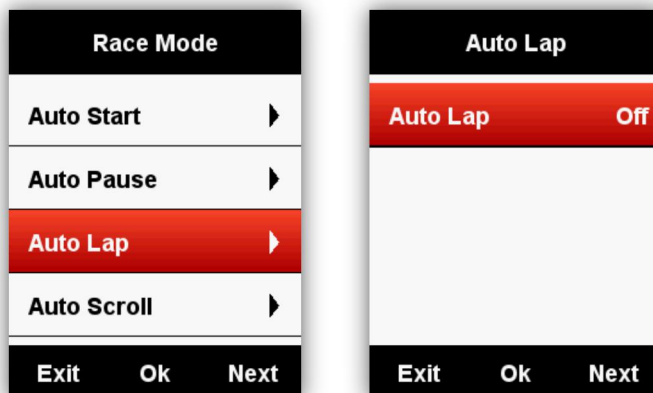 Race Mode
Auto Start
Auto Pause
Auto Lap
Auto Scroll
Exit Ok Next
Auto Lap
Auto Lap Off
Exit Ok Next